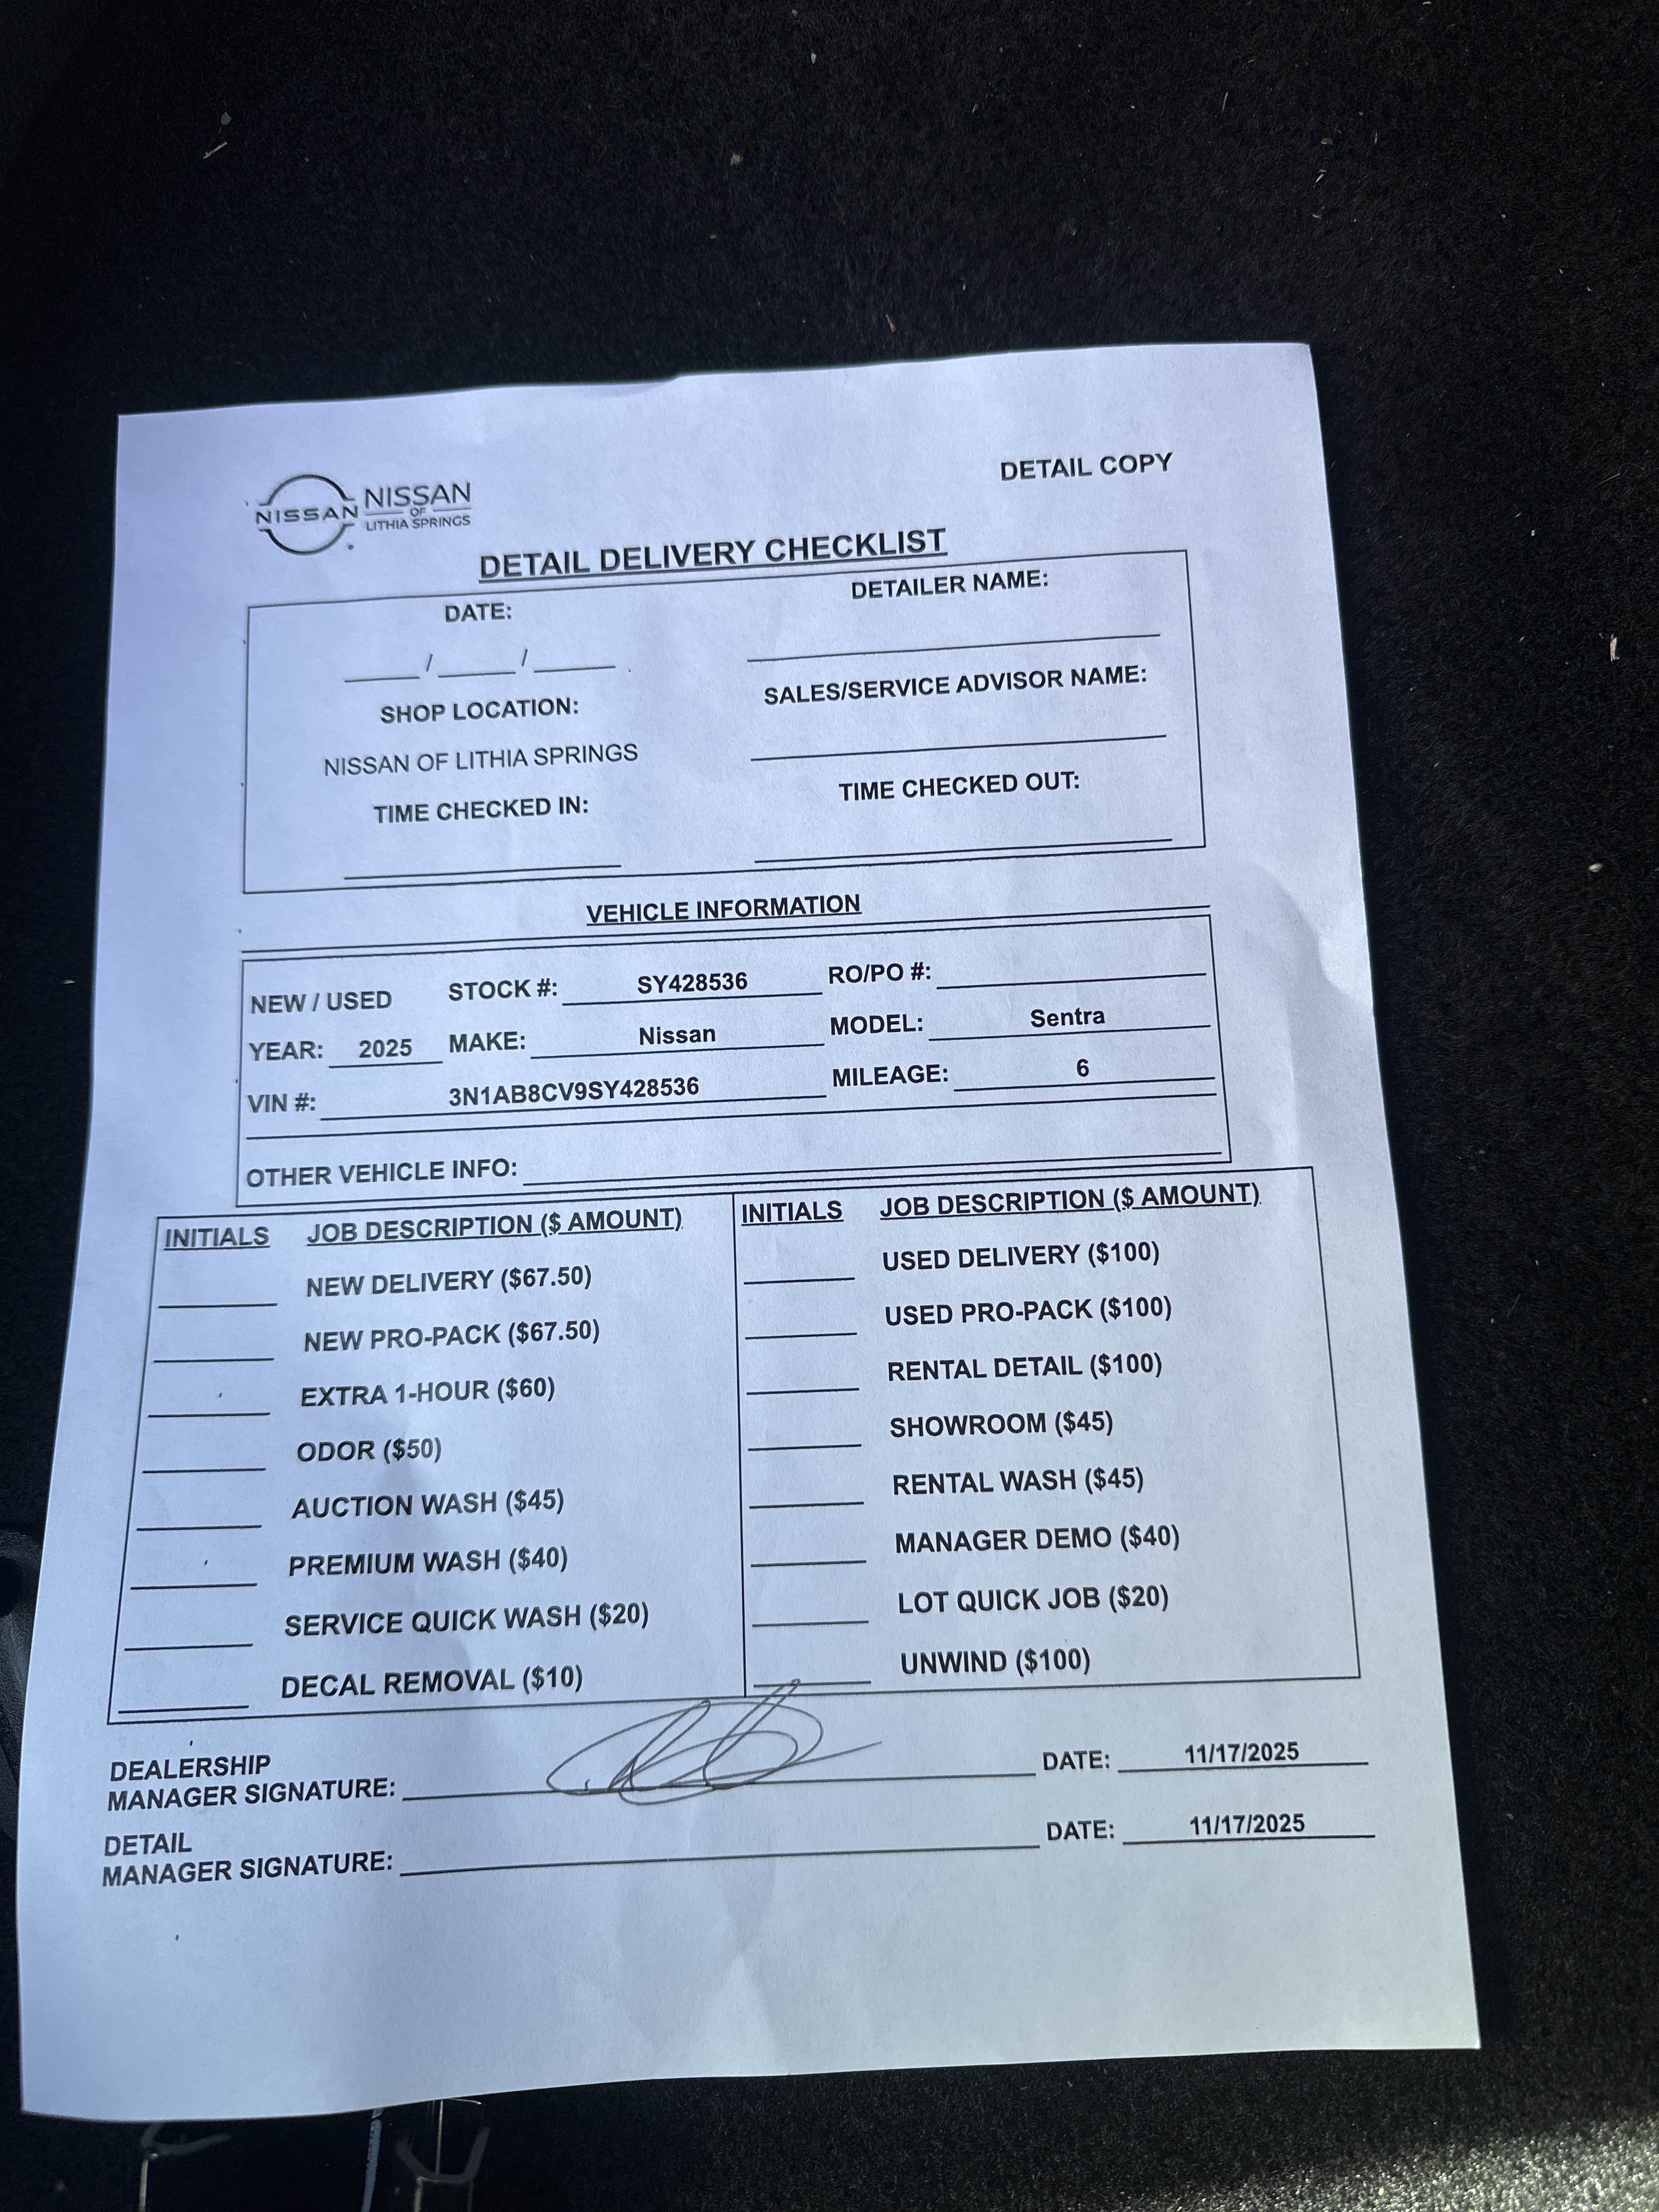 DETAIL COPY
NISSAN NISSAN
OF
LITHIA SPRINGS
DETAIL DELIVERY CHECKLIST
DATE: DETAILER NAME:
____/____/____ 
SHOP LOCATION: SALES/SERVICE ADVISOR NAME:
NISSAN OF LITHIA SPRINGS
TIME CHECKED IN: TIME CHECKED OUT:
VEHICLE INFORMATION
NEW / USED STOCK #: SY428536 RO/PO #:
YEAR: 2025 MAKE: Nissan MODEL: Sentra
VIN #: 3N1AB8CV9SY428536 MILEAGE: 6
OTHER VEHICLE INFO:
INITIALS JOB DESCRIPTION ($ AMOUNT) INITIALS JOB DESCRIPTION ($ AMOUNT)
NEW DELIVERY ($67.50) USED DELIVERY ($100)
NEW PRO-PACK ($67.50) USED PRO-PACK ($100)
EXTRA 1-HOUR ($60) RENTAL DETAIL ($100)
ODOR ($50) SHOWROOM ($45)
AUCTION WASH ($45) RENTAL WASH ($45)
PREMIUM WASH ($40) MANAGER DEMO ($40)
SERVICE QUICK WASH ($20) LOT QUICK JOB ($20)
DECAL REMOVAL ($10) UNWIND ($100)
DEALERSHIP
MANAGER SIGNATURE: DATE: 11/17/2025
DETAIL
MANAGER SIGNATURE: DATE: 11/17/2025